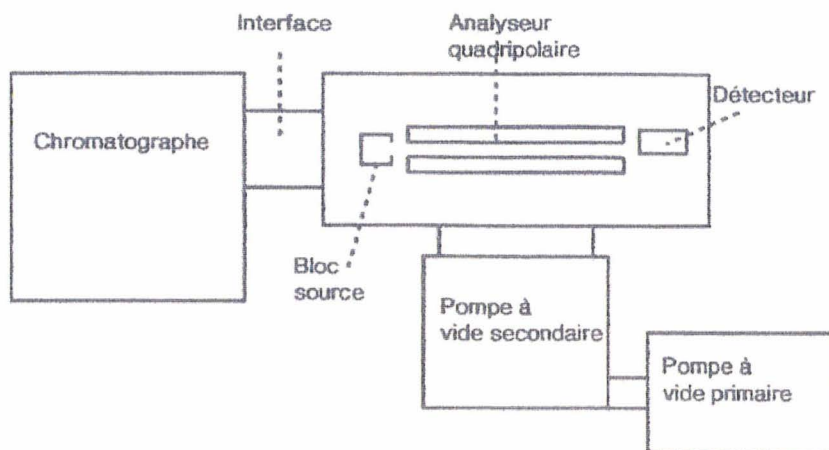 Interface
Analyseur
quadripolaire
Détecteur
Chromatographe
Bloc
source
Pompe à
vide secondaire
Pompe à
vide primaire